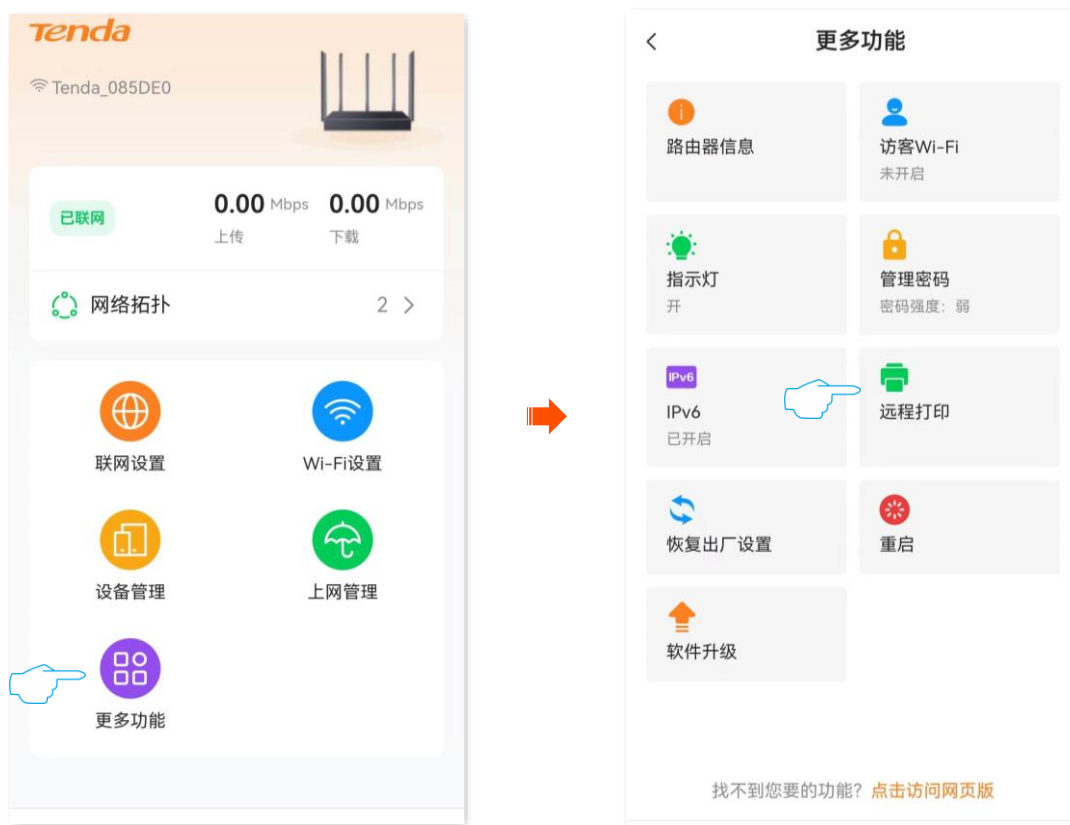 Tenda
Tenda_085DE0
已联网
0.00 Mbps 0.00 Mbps
上传 下载
网络拓扑 2
联网设置 Wi-Fi设置
设备管理 上网管理
更多功能
更多功能
路由器信息 访客Wi-Fi
未开启
指示灯 管理密码
开 密码强度：弱
IPv6
IPv6 远程打印
已开启
恢复出厂设置 重启
软件升级
找不到您要的功能？点击访问网页版